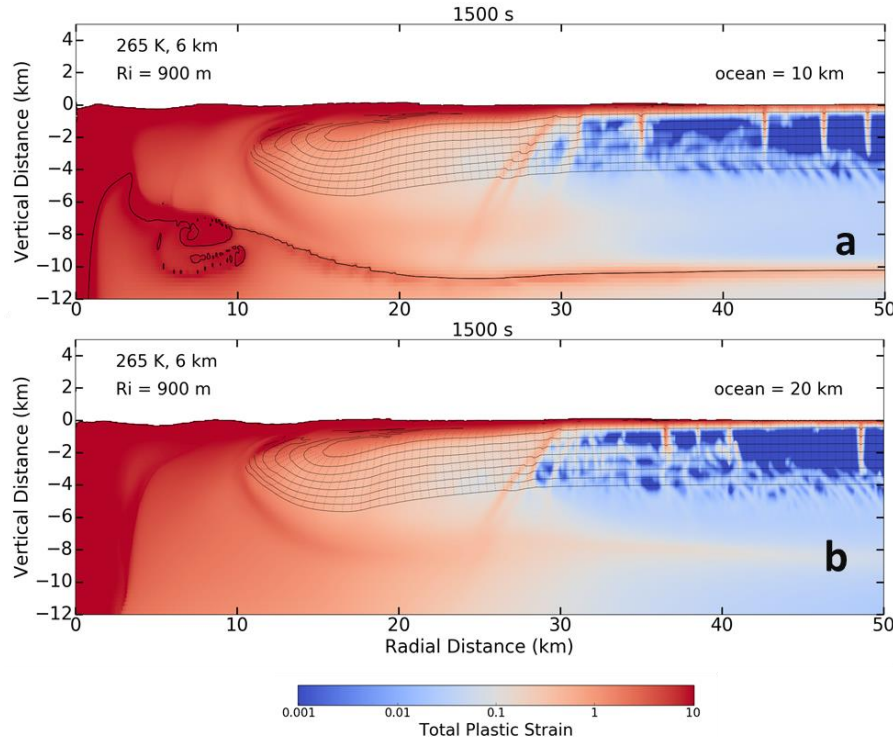 1500 s
265 K, 6 km
Ri = 900 m
ocean = 10 km
Vertical Distance (km)
4
2
0
−2
−4
−6
−8
−10
−12
a
0 10 20 30 40 50
1500 s
265 K, 6 km
Ri = 900 m
ocean = 20 km
Vertical Distance (km)
4
2
0
−2
−4
−6
−8
−10
−12
b
0 10 20 30 40 50
Radial Distance (km)
0.001 0.01 0.1 1 10
Total Plastic Strain